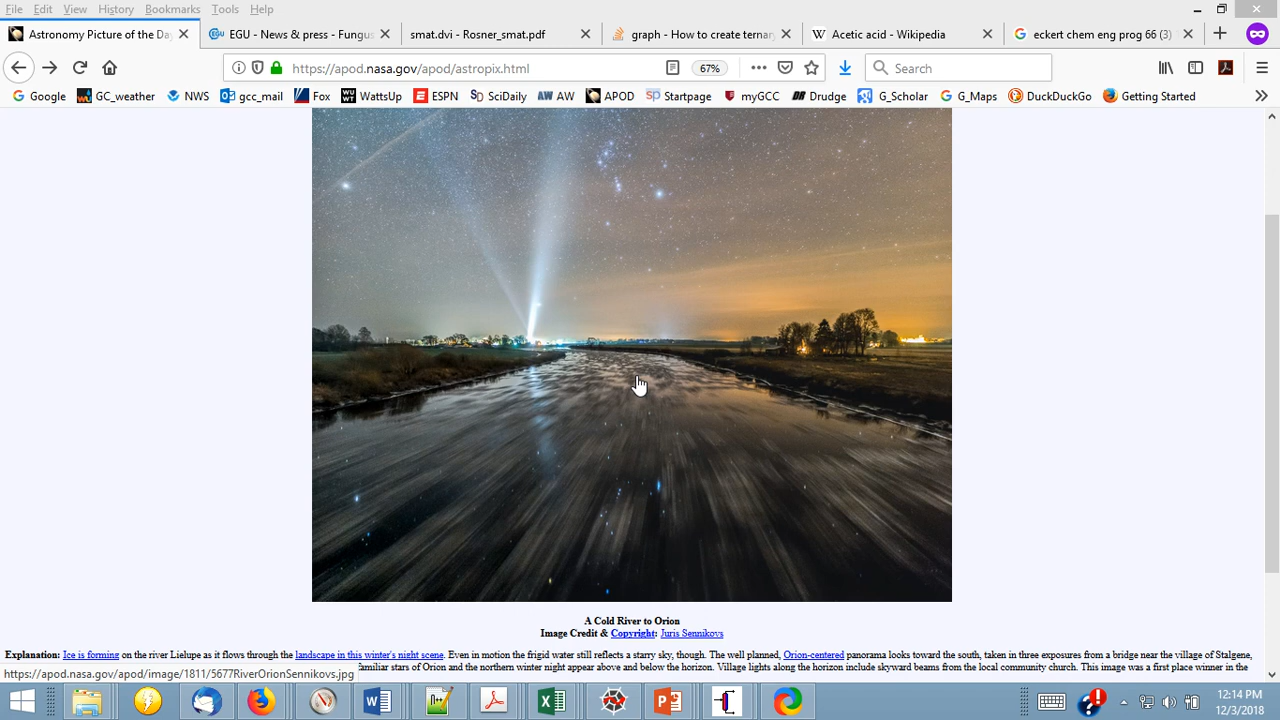 File Edit View History Bookmarks Tools Help
Astronomy Picture of the Da
EGU - News & press - Fungus
smat.dvi - Rosner_smat.pdf
graph - How to create ternar
Acetic acid - Wikipedia
eckert chem eng prog 66 (3)
https://apod.nasa.gov/apod/astropix.html 67% Search
Google GC_weather NWS gcc_mail Fox WattsUp ESPN SciDaily AW APOD Startpage myGCC Drudge G_Scholar G_Maps DuckDuckGo Getting Started
A Cold River to Orion
Image Credit & Copyright: Juris Sennikovs
Explanation: Ice is forming on the river Lielupe as it flows through the landscape in this winter's night scene. Even in motion the frigid water still reflects a starry sky, though. The well planned, Orion-centered panorama looks toward the south, taken in three exposures from a bridge near the village of Stalgene,
familiar stars of Orion and the northern winter night appear above and below the horizon. Village lights along the horizon include skyward beams from the local community church. This image was a first place winner in the
https://apod.nasa.gov/apod/image/1811/5677RiverOrionSennikovs.jpg
12:14 PM
12/3/2018